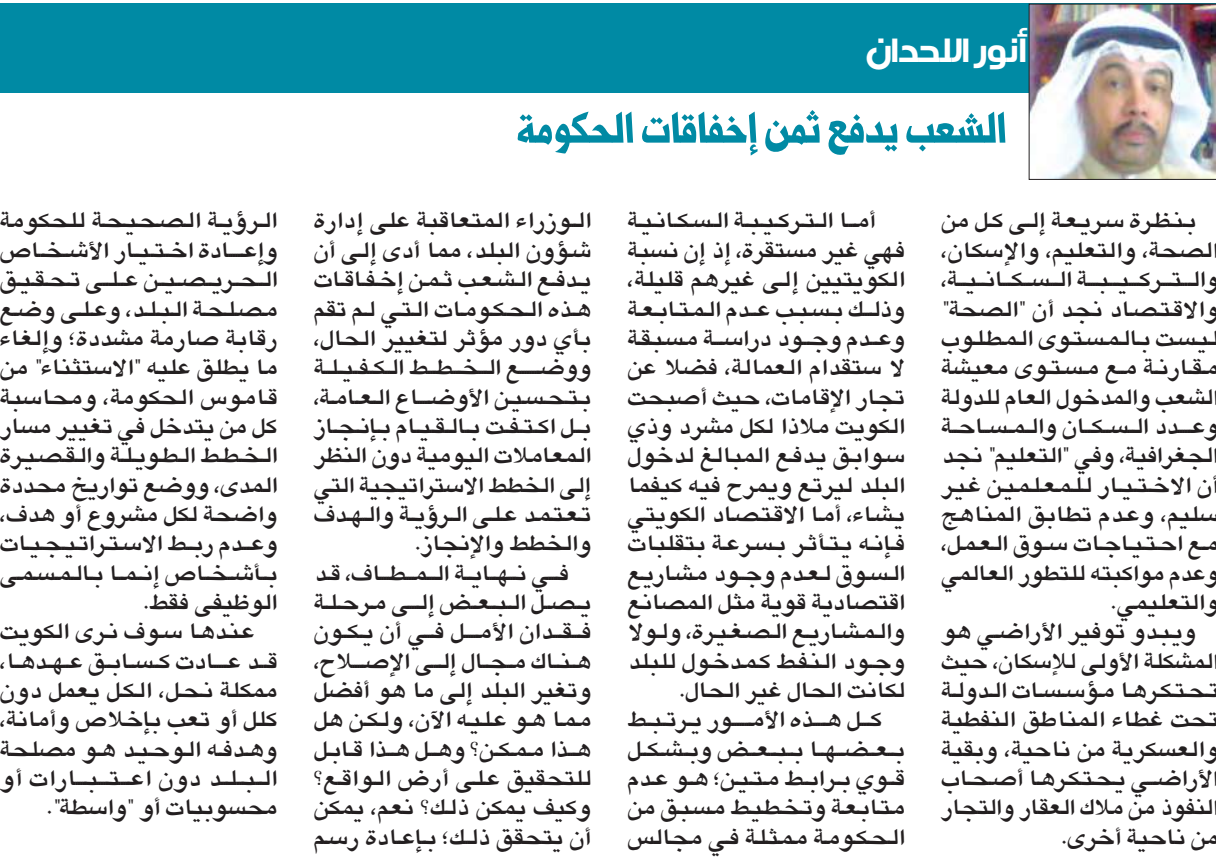 أنور اللحدان
الشعب يدفع ثمن إخفاقات الحكومة
بنظرة سريعة إلى كل من
الصحة، والتعليم، والإسكان،
والتركيبة السكانية،
والاقتصاد نجد أن "الصحة"
ليست بالمستوى المطلوب
مقارنة مع مستوى معيشة
الشعب والمدخول العام للدولة
وعدد السكان والمساحة
الجغرافية، وفي "التعليم" نجد
أن الاختيار للمعلمين غير
سليم، وعدم تطابق المناهج
مع احتياجات سوق العمل،
وعدم مواكبته للتطور العالمي
والتعليمي.
ويبدو توفير الأراضي هو
المشكلة الأولى للإسكان، حيث
تحتكرها مؤسسات الدولة
تحت غطاء المناطق النفطية
والعسكرية من ناحية، وبقية
الأراضي يحتكرها أصحاب
النفوذ من ملاك العقار والتجار
من ناحية أخرى.
أما التركيبة السكانية
فهي غير مستقرة، إذ إن نسبة
الكويتيين إلى غيرهم قليلة،
وذلك بسبب عدم المتابعة
وعدم وجود دراسة مسبقة
لا ستقدام العمالة، فضلا عن
تجار الإقامات، حيث أصبحت
الكويت ملاذا لكل مشرد وذي
سوابق يدفع المبالغ لدخول
البلد ليرتع ويمرح فيه كيفما
يشاء، أما الاقتصاد الكويتي
فإنه يتأثر بسرعة بتقلبات
السوق لعدم وجود مشاريع
اقتصادية قوية مثل المصانع
والمشاريع الصغيرة، ولولا
وجود النفط كمدخول للبلد
لكانت الحال غير الحال.
كل هذه الأمور يرتبط
بعضها ببعض وبشكل
قوي برابط متين؛ هو عدم
متابعة وتخطيط مسبق من
الحكومة ممثلة في مجالس
الوزراء المتعاقبة على إدارة
شؤون البلد، مما أدى إلى أن
يدفع الشعب ثمن إخفاقات
هذه الحكومات التي لم تقم
بأي دور مؤثر لتغيير الحال،
ووضع الخطط الكفيلة
بتحسين الأوضاع العامة،
بل اكتفت بالقيام بإنجاز
المعاملات اليومية دون النظر
إلى الخطط الاستراتيجية التي
تعتمد على الرؤية والهدف
والخطط والإنجاز.
في نهاية المطاف، قد
يصل البعض إلى مرحلة
فقدان الأمل في أن يكون
هناك مجال إلى الإصلاح،
وتغير البلد إلى ما هو أفضل
مما هو عليه الآن، ولكن هل
هذا ممكن؟ وهل هذا قابل
للتحقيق على أرض الواقع؟
وكيف يمكن ذلك؟ نعم، يمكن
أن يتحقق ذلك؛ بإعادة رسم
الرؤية الصحيحة للحكومة
وإعادة اختيار الأشخاص
الحريصين على تحقيق
مصلحة البلد، وعلى وضع
رقابة صارمة مشددة؛ وإلغاء
ما يطلق عليه "الاستثناء" من
قاموس الحكومة، ومحاسبة
كل من يتدخل في تغيير مسار
الخطط الطويلة والقصيرة
المدى، ووضع تواريخ محددة
واضحة لكل مشروع أو هدف،
وعدم ربط الاستراتيجيات
بأشخاص إنما بالمسمى
الوظيفي فقط.
عندها سوف نرى الكويت
قد عادت كسابق عهدها،
ممكلة نحل، الكل يعمل دون
كلل أو تعب بإخلاص وأمانة،
وهدفه الوحيد هو مصلحة
البلد دون اعتبارات أو
محسوبيات أو "واسطة".